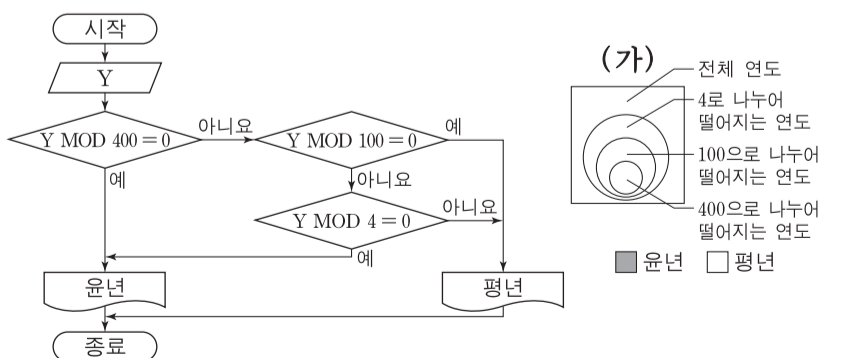 시작
Y
Y MOD 400 = 0
아니요
예
Y MOD 100 = 0
예
아니요
Y MOD 4 = 0
아니요
예
윤년
평년
종료
(가)
전체 연도
4로 나누어
떨어지는 연도
100으로 나누어
떨어지는 연도
400으로 나누어
떨어지는 연도
윤년 평년